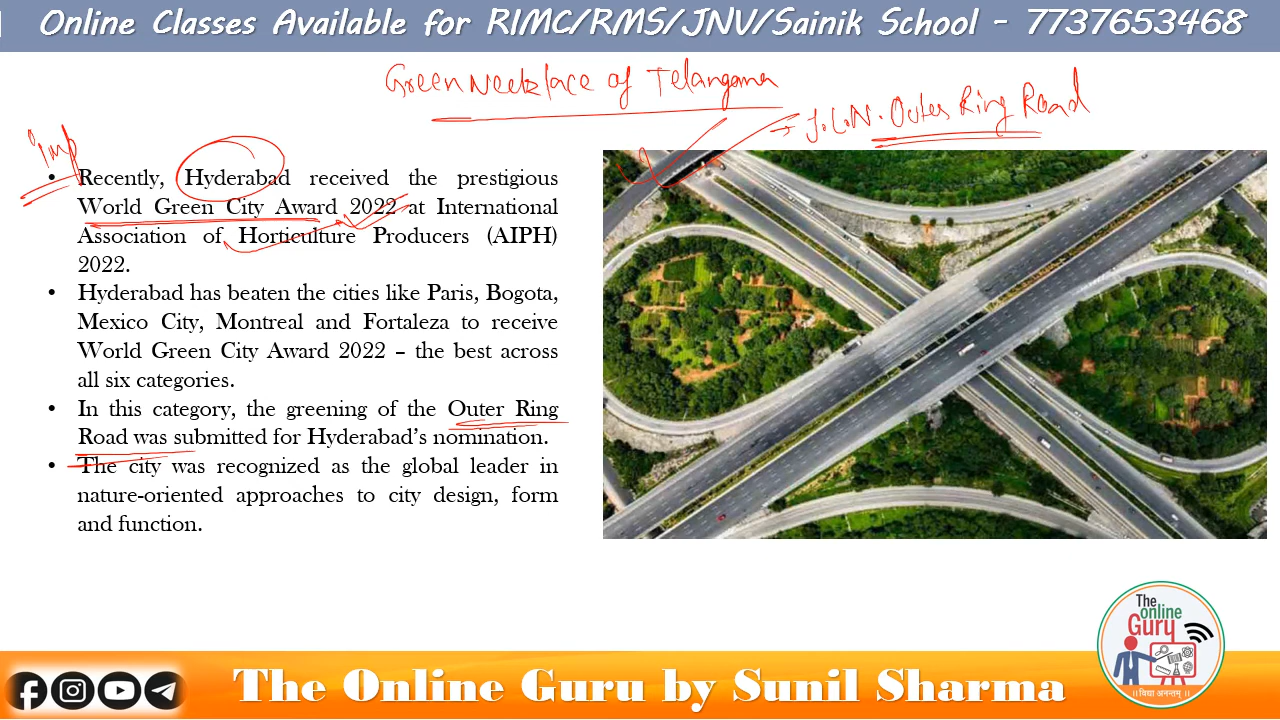 Online Classes Available for RIMC/RMS/JNV/Sainik School - 7737653468
Green Necklace of Telangana
→ J.L.N. Outer Ring Road
Imp
• Recently, Hyderabad received the prestigious
World Green City Award 2022 at International
Association of Horticulture Producers (AIPH)
2022.
• Hyderabad has beaten the cities like Paris, Bogota,
Mexico City, Montreal and Fortaleza to receive
World Green City Award 2022 – the best across
all six categories.
• In this category, the greening of the Outer Ring
Road was submitted for Hyderabad's nomination.
• The city was recognized as the global leader in
nature-oriented approaches to city design, form
and function.
The
online
Gury
।। विद्या अनन्तम् ।।
The Online Guru by Sunil Sharma